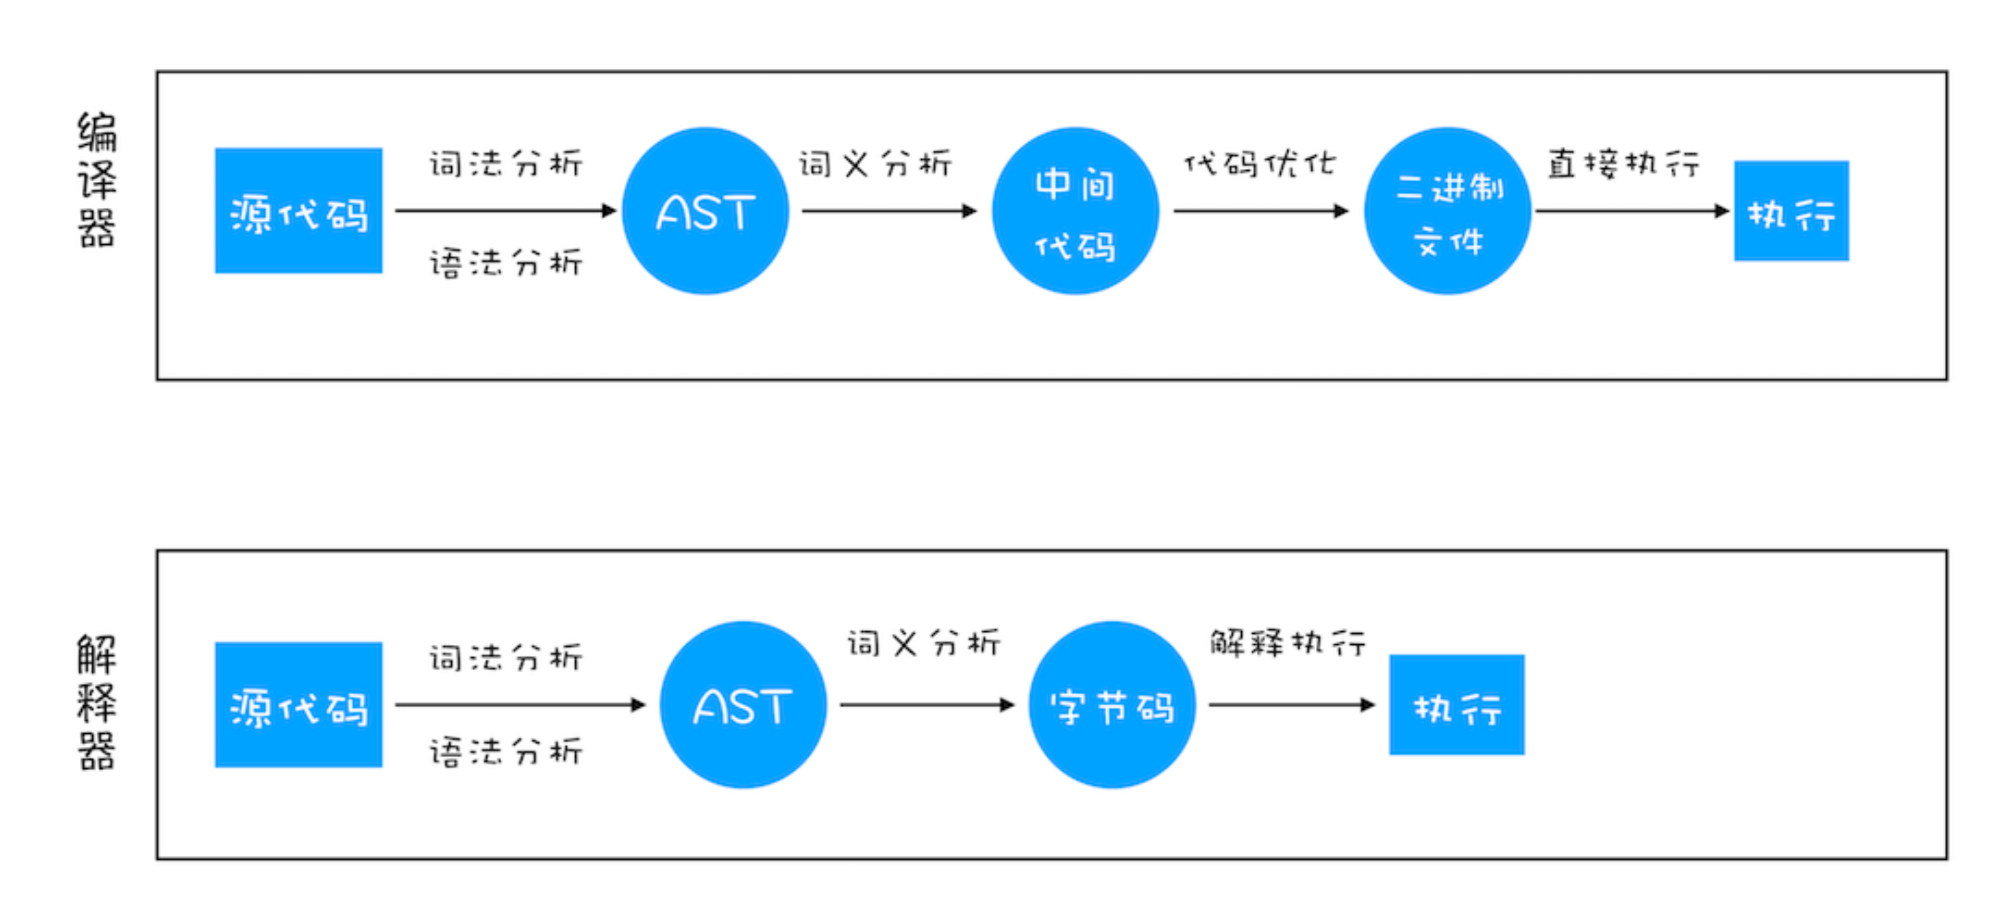 编译器
源代码
词法分析
语法分析
AST
词义分析
中间
代码
代码优化
二进制
文件
直接执行
执行
解释器
源代码
词法分析
语法分析
AST
词义分析
字节码
解释执行
执行